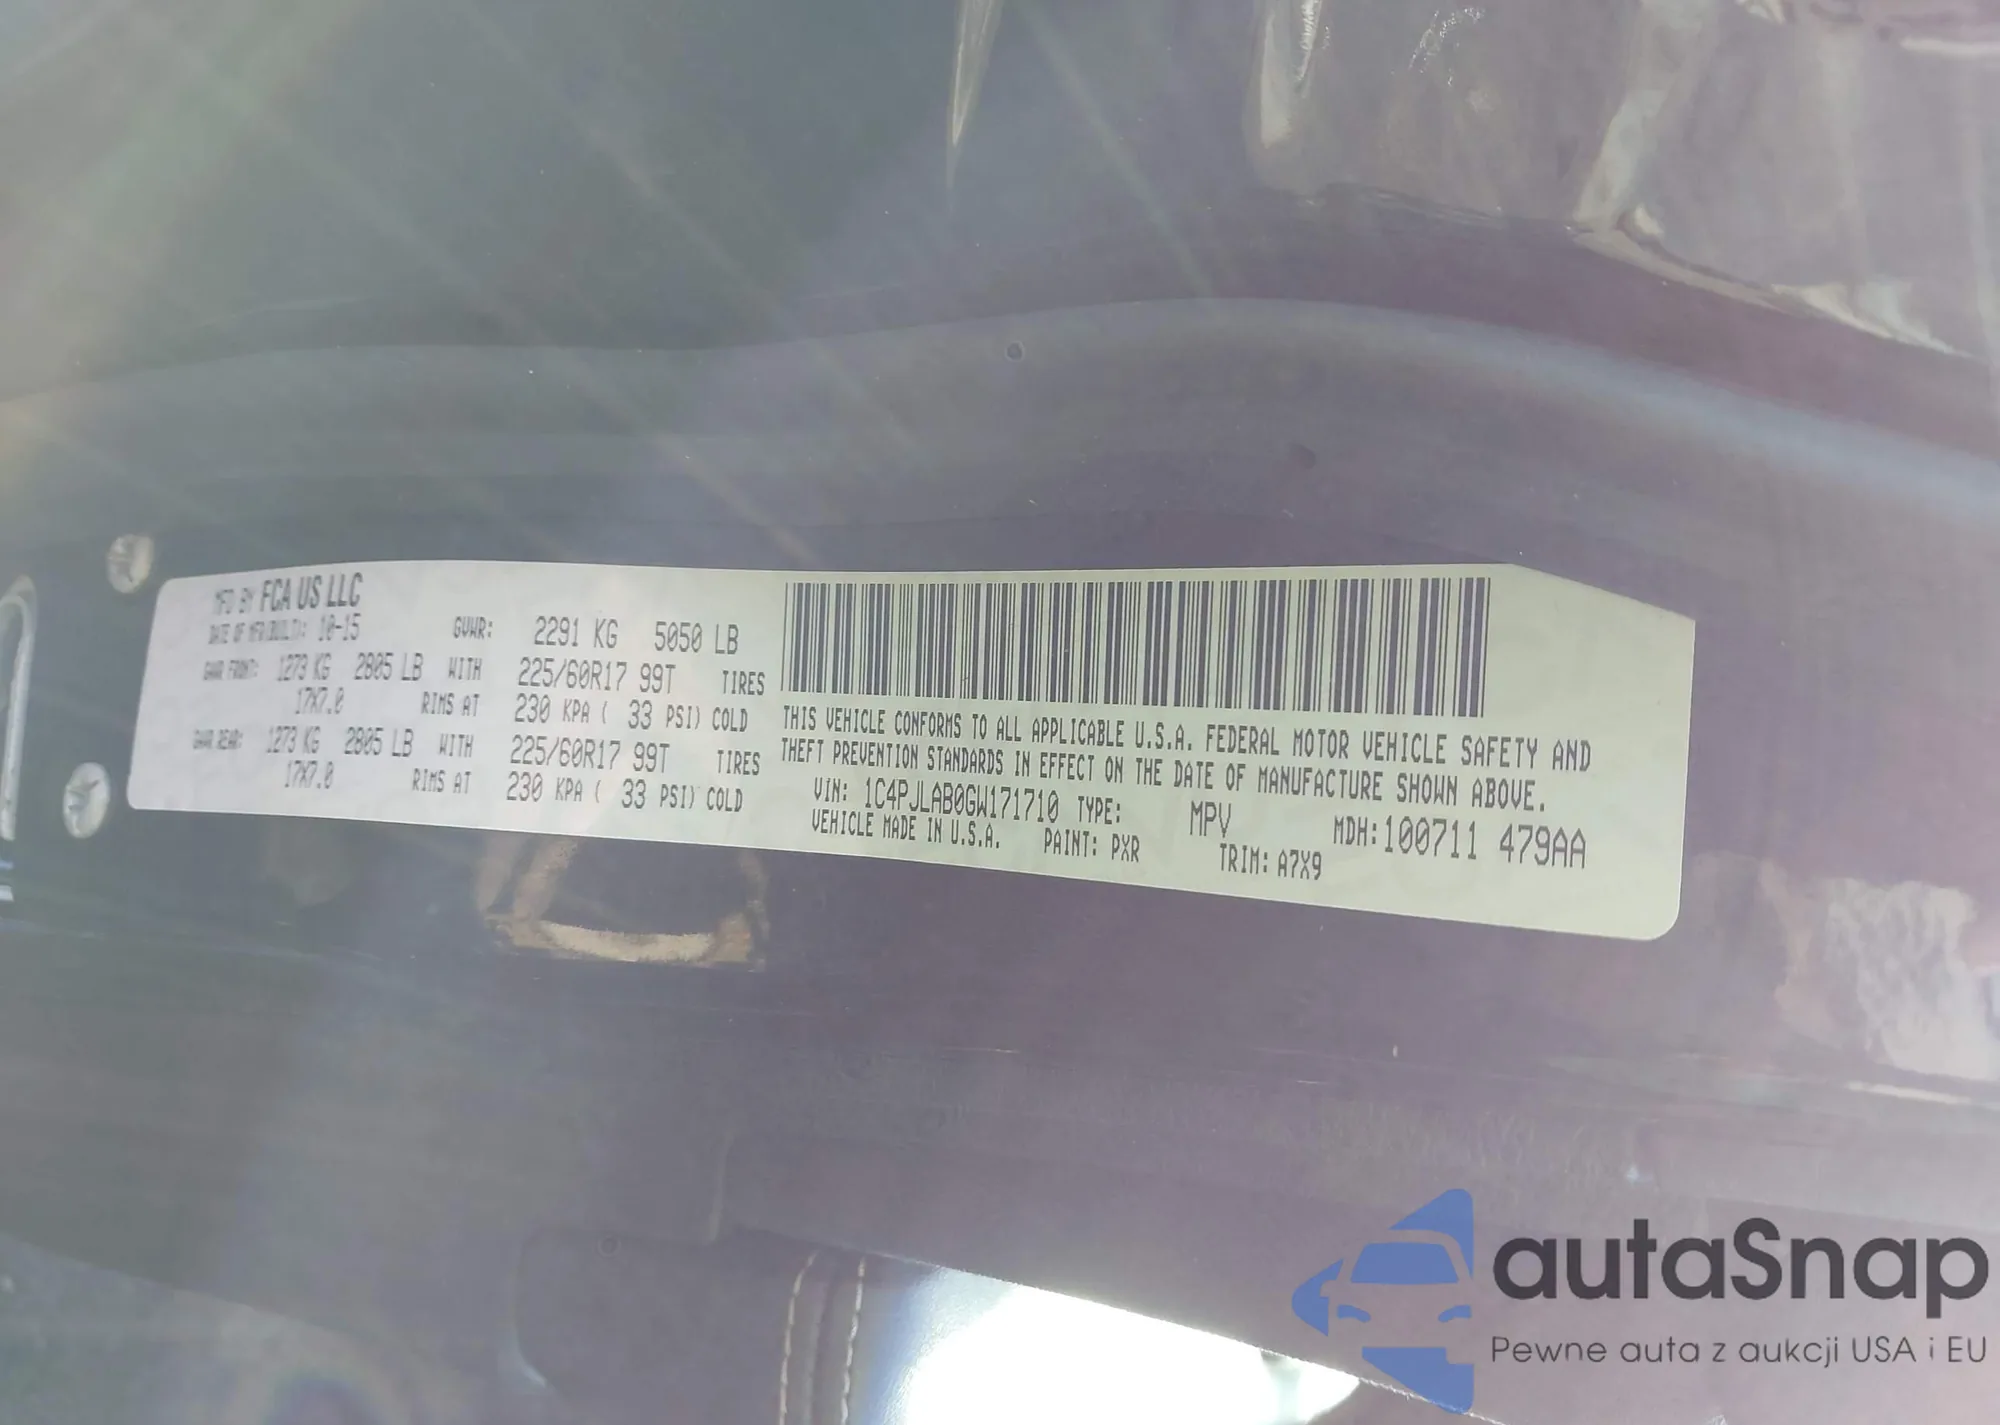 MFD BY FCA US LLC
DATE OF MFR(BUILT): 10-15 GVWR: 2291 KG 5050 LB
GAWR FRONT: 1273 KG 2805 LB WITH 225/60R17 99T TIRES
17X7.0 RIMS AT 230 KPA ( 33 PSI) COLD
GAWR REAR: 1273 KG 2805 LB WITH 225/60R17 99T TIRES
17X7.0 RIMS AT 230 KPA ( 33 PSI) COLD
THIS VEHICLE CONFORMS TO ALL APPLICABLE U.S.A. FEDERAL MOTOR VEHICLE SAFETY AND
THEFT PREVENTION STANDARDS IN EFFECT ON THE DATE OF MANUFACTURE SHOWN ABOVE.
VIN: 1C4PJLAB0GW171710 TYPE: MPV MDH:100711 479AA
VEHICLE MADE IN U.S.A. PAINT: PXR TRIM: A7X9
autaSnap
Pewne auta z aukcji USA i EU